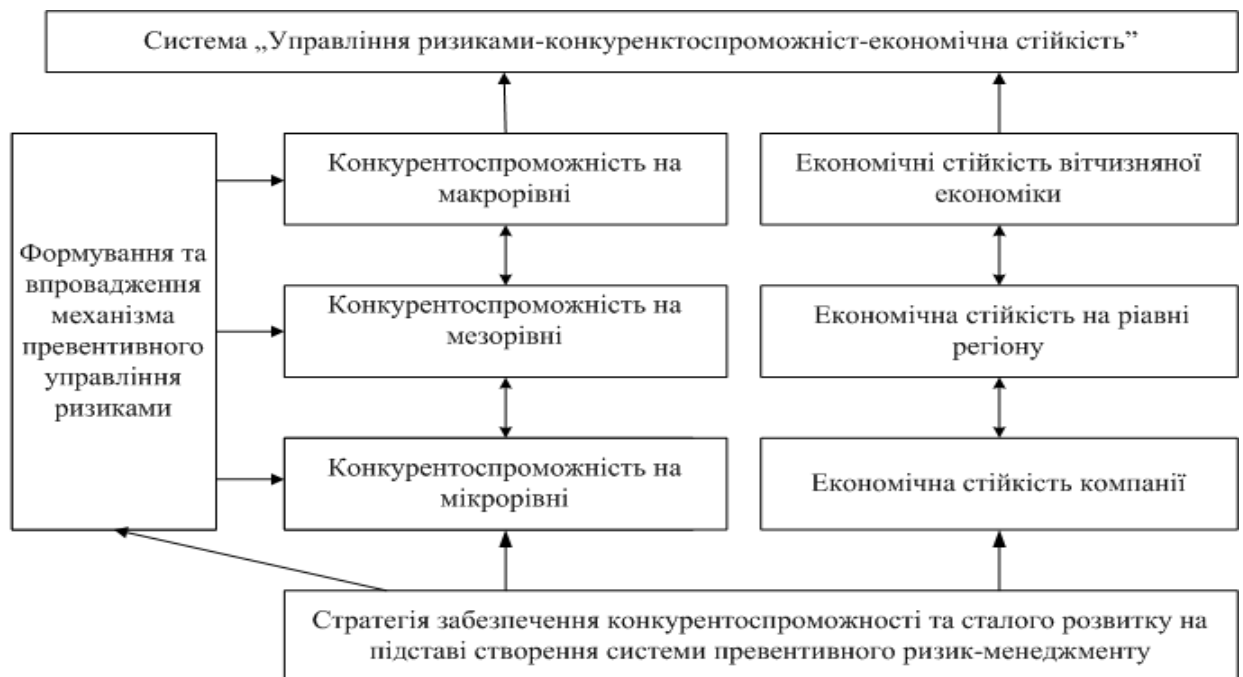 Система „Управління ризиками-конкуренктоспроможніст-економічна стійкість”
Формування та
впровадження
механізма
превентивного
управління
ризиками
Конкурентоспроможність на
макрорівні
Економічні стійкість вітчизняної
економіки
Конкурентоспроможність на
мезорівні
Економічна стійкість на ріавні
регіону
Конкурентоспроможність на
мікрорівні
Економічна стійкість компанії
Стратегія забезпечення конкурентоспроможності та сталого розвитку на
підставі створення системи превентивного ризик-менеджменту